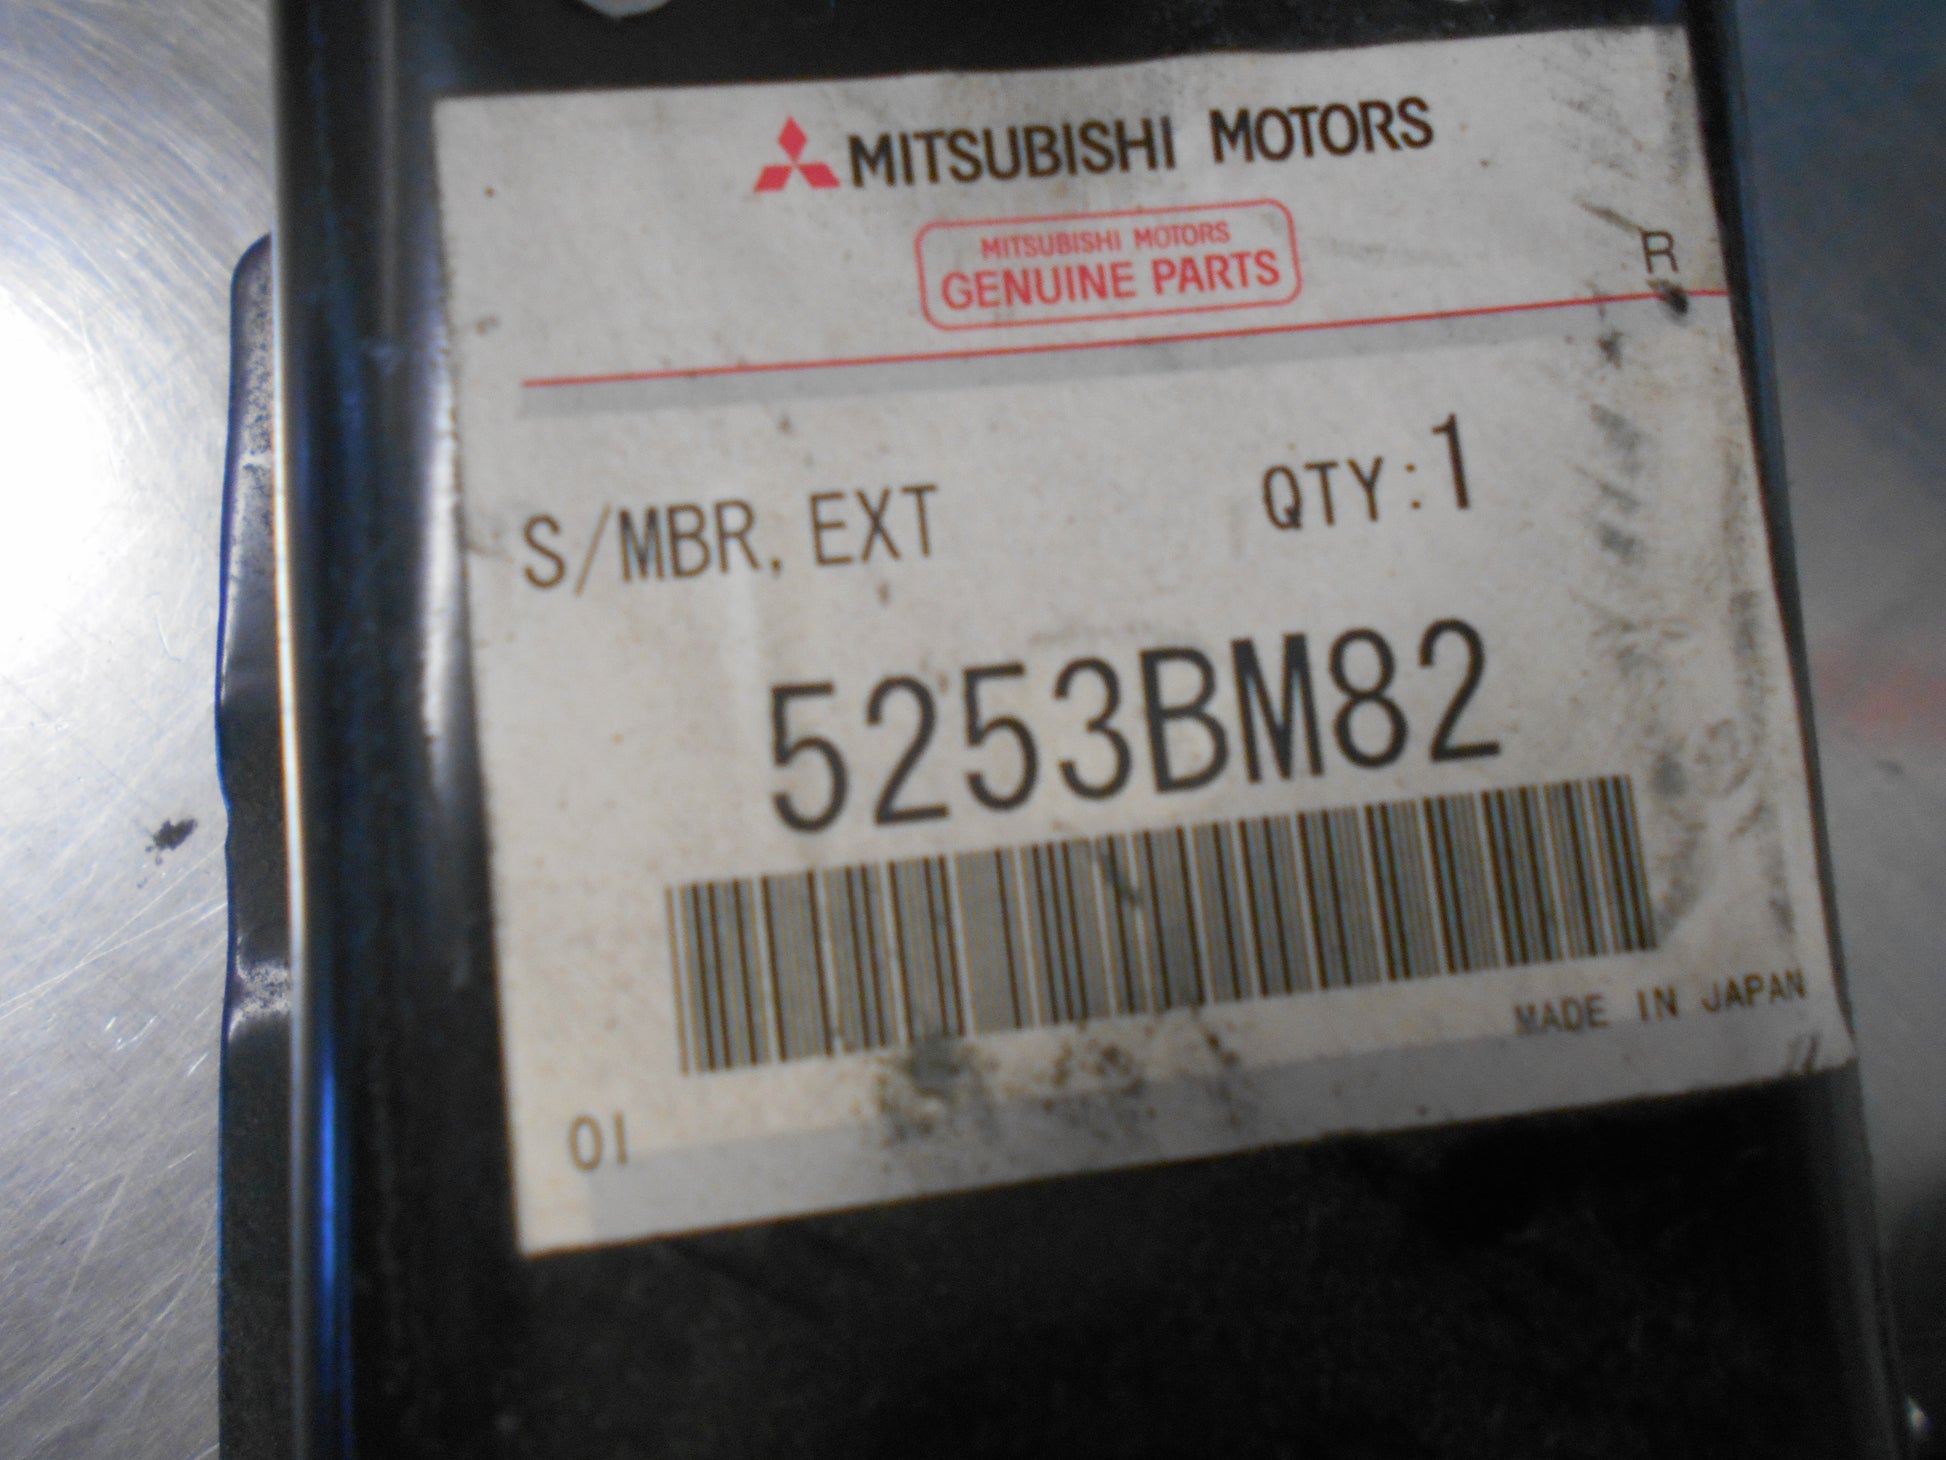 MITSUBISHI MOTORS
MITSUBISHI MOTORS
GENUINE PARTS
R
S/MBR, EXT QTY:1
5253BM82
MADE IN JAPAN
01